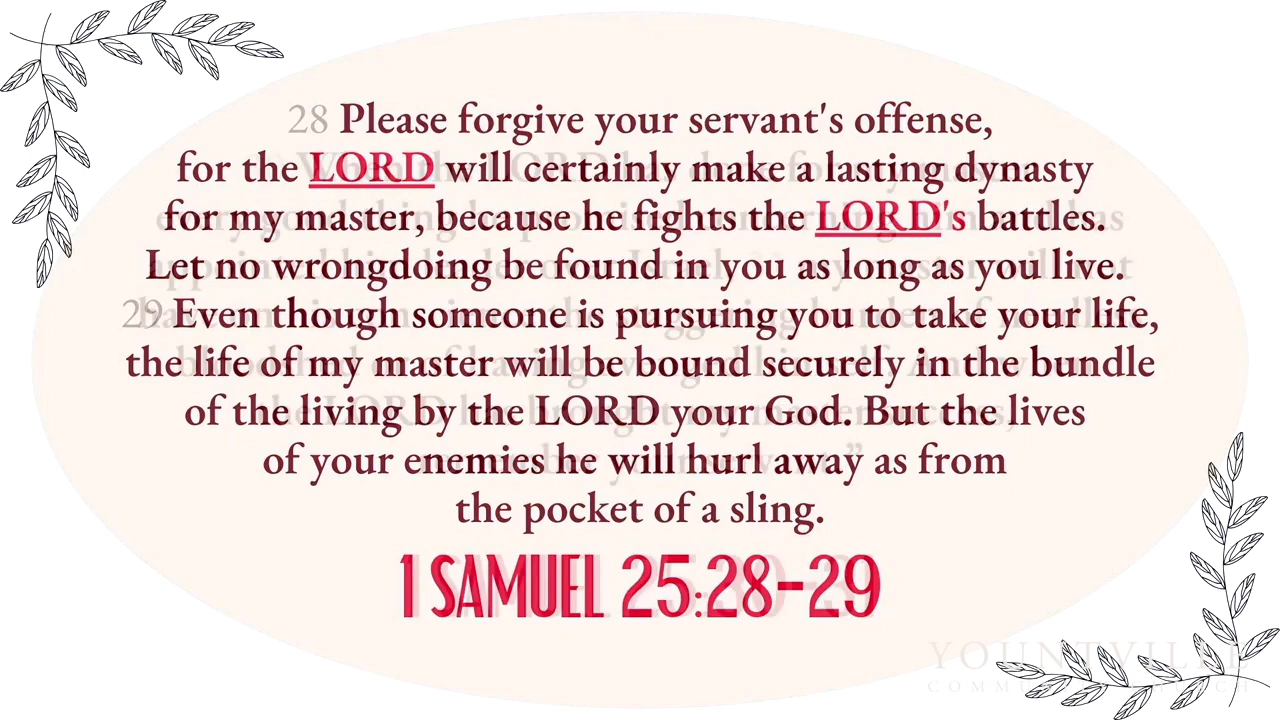 28 Please forgive your servant's offense,
for the LORD will certainly make a lasting dynasty
for my master, because he fights the LORD's battles.
Let no wrongdoing be found in you as long as you live.
29 Even though someone is pursuing you to take your life,
the life of my master will be bound securely in the bundle
of the living by the LORD your God. But the lives
of your enemies he will hurl away as from
the pocket of a sling.
1 SAMUEL 25:28-29
YOUNTVILLE
COMMUNITY CHURCH